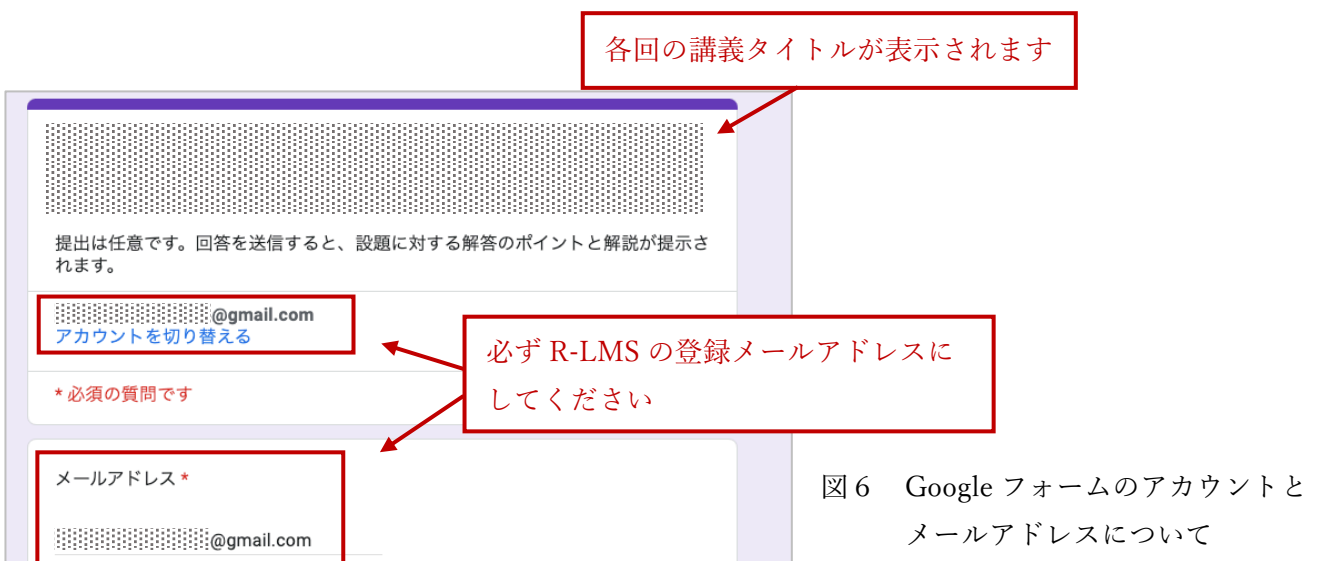 各回の講義タイトルが表示されます
提出は任意です。回答を送信すると、設題に対する解答のポイントと解説が提示さ
れます。
@gmail.com
アカウントを切り替える
必ず R-LMS の登録メールアドレスに
してください
* 必須の質問です
メールアドレス *
@gmail.com
図６　Google フォームのアカウントと
メールアドレスについて